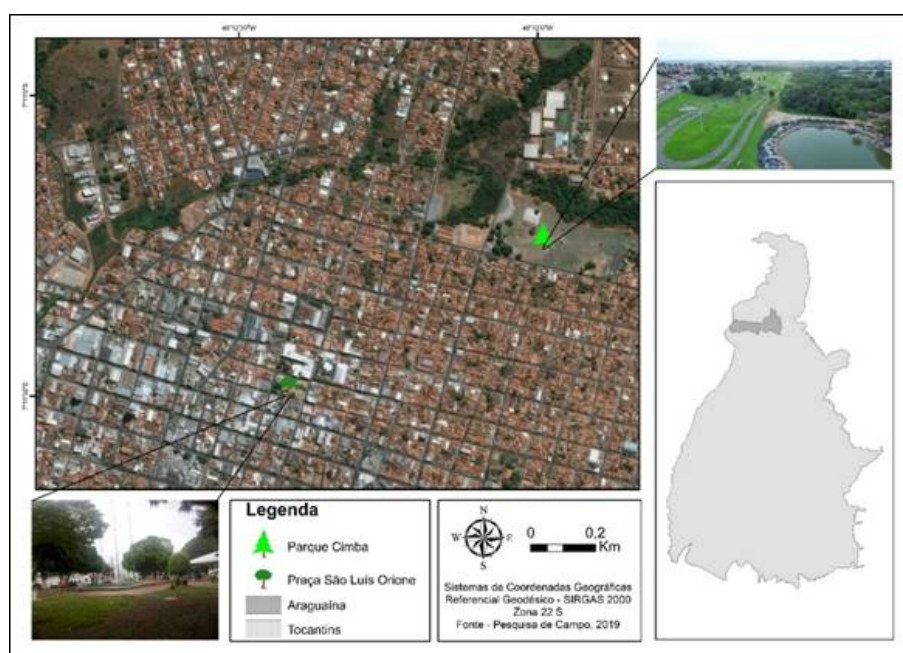 Legenda
Parque Cimba
Praça São Luis Orione
Araguaína
Tocantins
N
W
E
S
0
0,2
Km
Sistemas de Coordenadas Geográficas
Referencial Geodésico - SIRGAS 2000
Zona 22 S
Fonte - Pesquisa de Campo, 2019